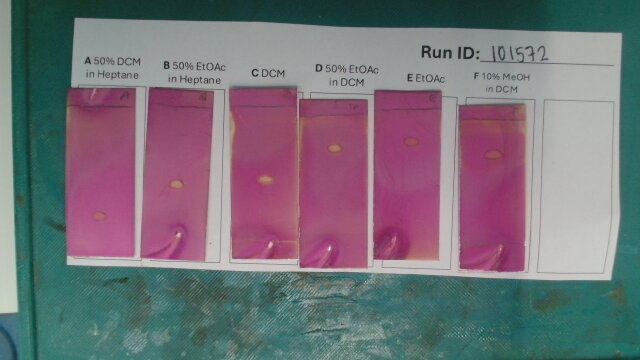 Run ID: 101572
A 50% DCM
in Heptane
B 50% EtOAc
in Heptane
C DCM
D 50% EtOAc
in DCM
E EtOAc
F 10% MeOH
in DCM